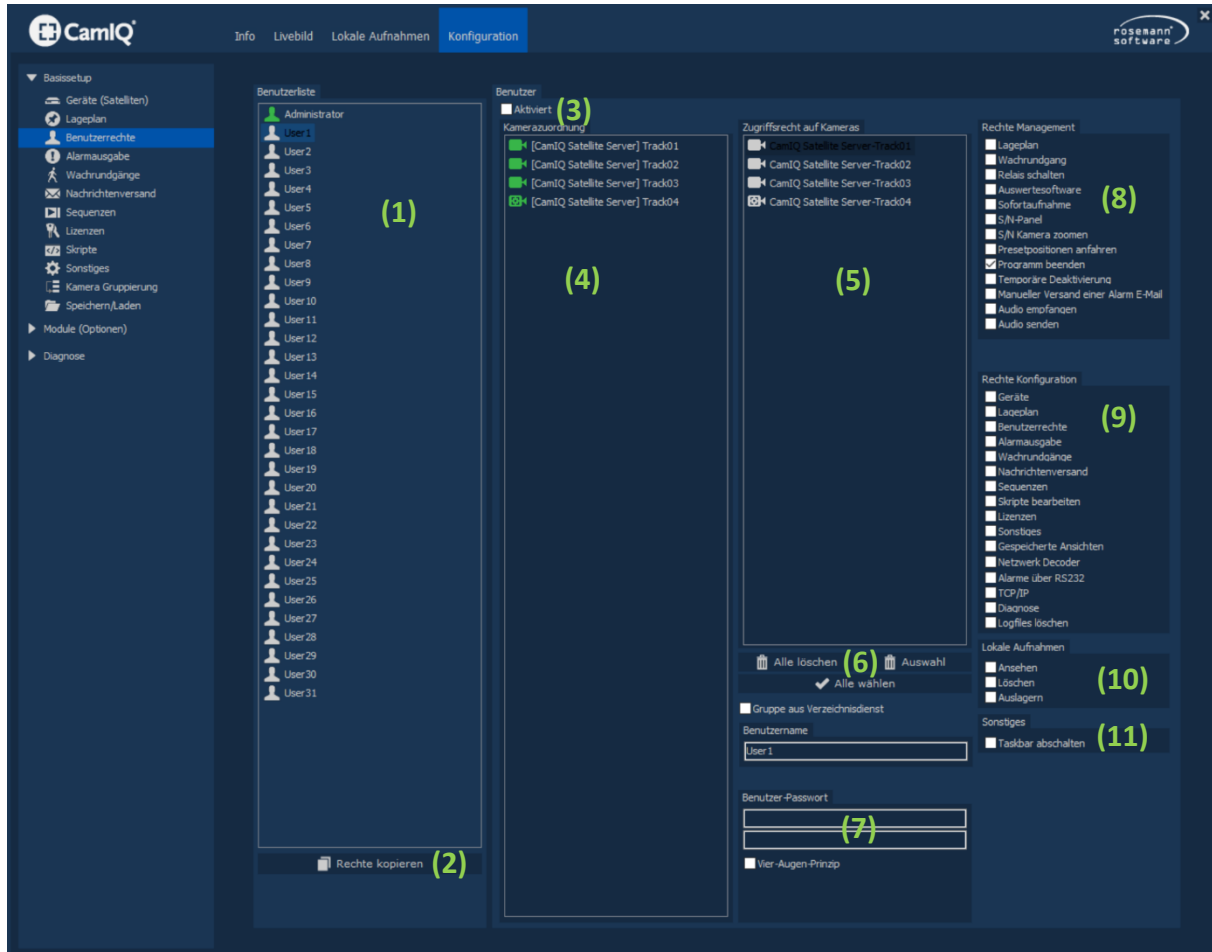 CamIQ
Info Livebild Lokale Aufnahmen Konfiguration
rosemann software
Basissetup
Geräte (Sateliten)
Lageplan
Benutzerrechte
Alarmausgabe
Wachrundgänge
Nachrichtenversand
Sequenzen
Lizenzen
Skripte
Sonstiges
Kamera Gruppierung
Speichern/Laden
Module (Optionen)
Diagnose
Benutzerliste
Administrator
User1
User2
User3
User4
User5
User6
User7
User8
User9
User10
User11
User12
User13
User14
User15
User16
User17
User18
User19
User20
User21
User22
User23
User24
User25
User26
User27
User28
User29
User30
User31
(1)
Rechte kopieren (2)
Benutzer
Aktiviert (3)
Kamerazuordnung
[CamIQ Satellite Server] Track01
[CamIQ Satellite Server] Track02
[CamIQ Satellite Server] Track03
[CamIQ Satellite Server] Track04
(4)
Zugriffsrecht auf Kameras
CamIQ Satellite Server-Track01
CamIQ Satellite Server-Track02
CamIQ Satellite Server-Track03
CamIQ Satellite Server-Track04
(5)
Alle löschen (6) Auswahl
Alle wählen
Gruppe aus Verzeichnisdienst
Benutzername
User1
Benutzer-Passwort
(7)
Vier-Augen-Prinzip
Rechte Management
Lageplan
Wachrundgang
Relais schalten
Auswertesoftware
Sofortaufnahme
S/N-Panel
S/N Kamera zoomen
Presetpositionen anfahren
Programm beenden
Temporäre Deaktivierung
Manueller Versand einer Alarm E-Mail
Audio empfangen
Audio senden
(8)
Rechte Konfiguration
Geräte
Lageplan
Benutzerrechte
Alarmausgabe
Wachrundgänge
Nachrichtenversand
Sequenzen
Skripte bearbeiten
Lizenzen
Sonstiges
Gespeicherte Ansichten
Netzwerk Decoder
Alarme über RS232
TCP/IP
Diagnose
Logfiles löschen
(9)
Lokale Aufnahmen
Ansehen
Löschen
Auslagern
(10)
Sonstiges
Taskbar abschalten (11)